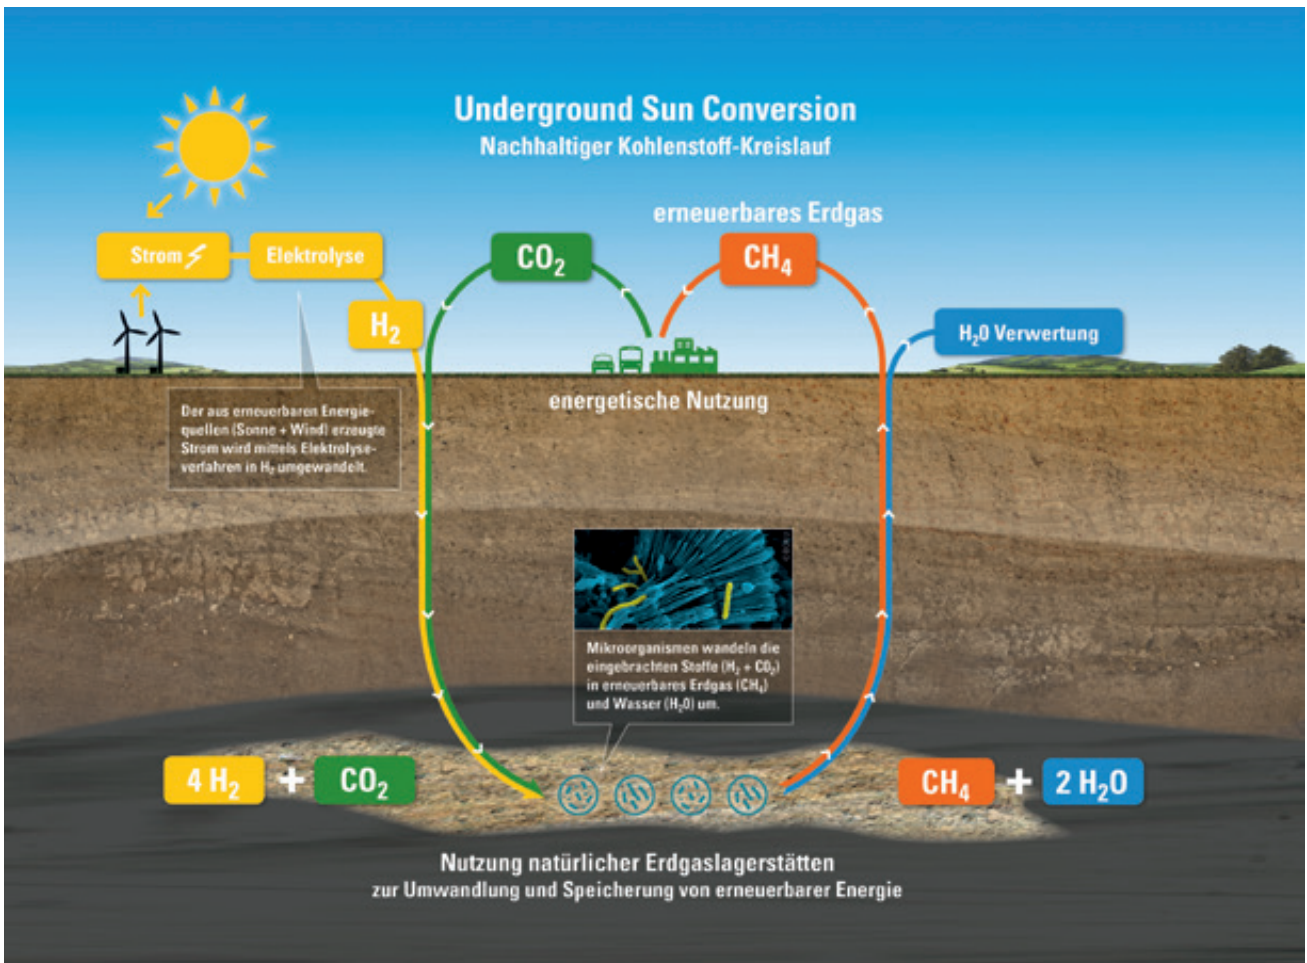 Underground Sun Conversion
Nachhaltiger Kohlenstoff-Kreislauf
erneuerbares Erdgas
Strom
Elektrolyse
CO₂
CH₄
H₂
H₂O Verwertung
energetische Nutzung
Der aus erneuerbaren Energie-
quellen (Sonne + Wind) erzeugte
Strom wird mittels Elektrolyse-
verfahren in H₂ umgewandelt.
Mikroorganismen wandeln die
eingebrachten Stoffe (H₂ + CO₂)
in erneuerbares Erdgas (CH₄)
und Wasser (H₂O) um.
4 H₂ + CO₂
CH₄ + 2 H₂O
Nutzung natürlicher Erdgaslagerstätten
zur Umwandlung und Speicherung von erneuerbarer Energie